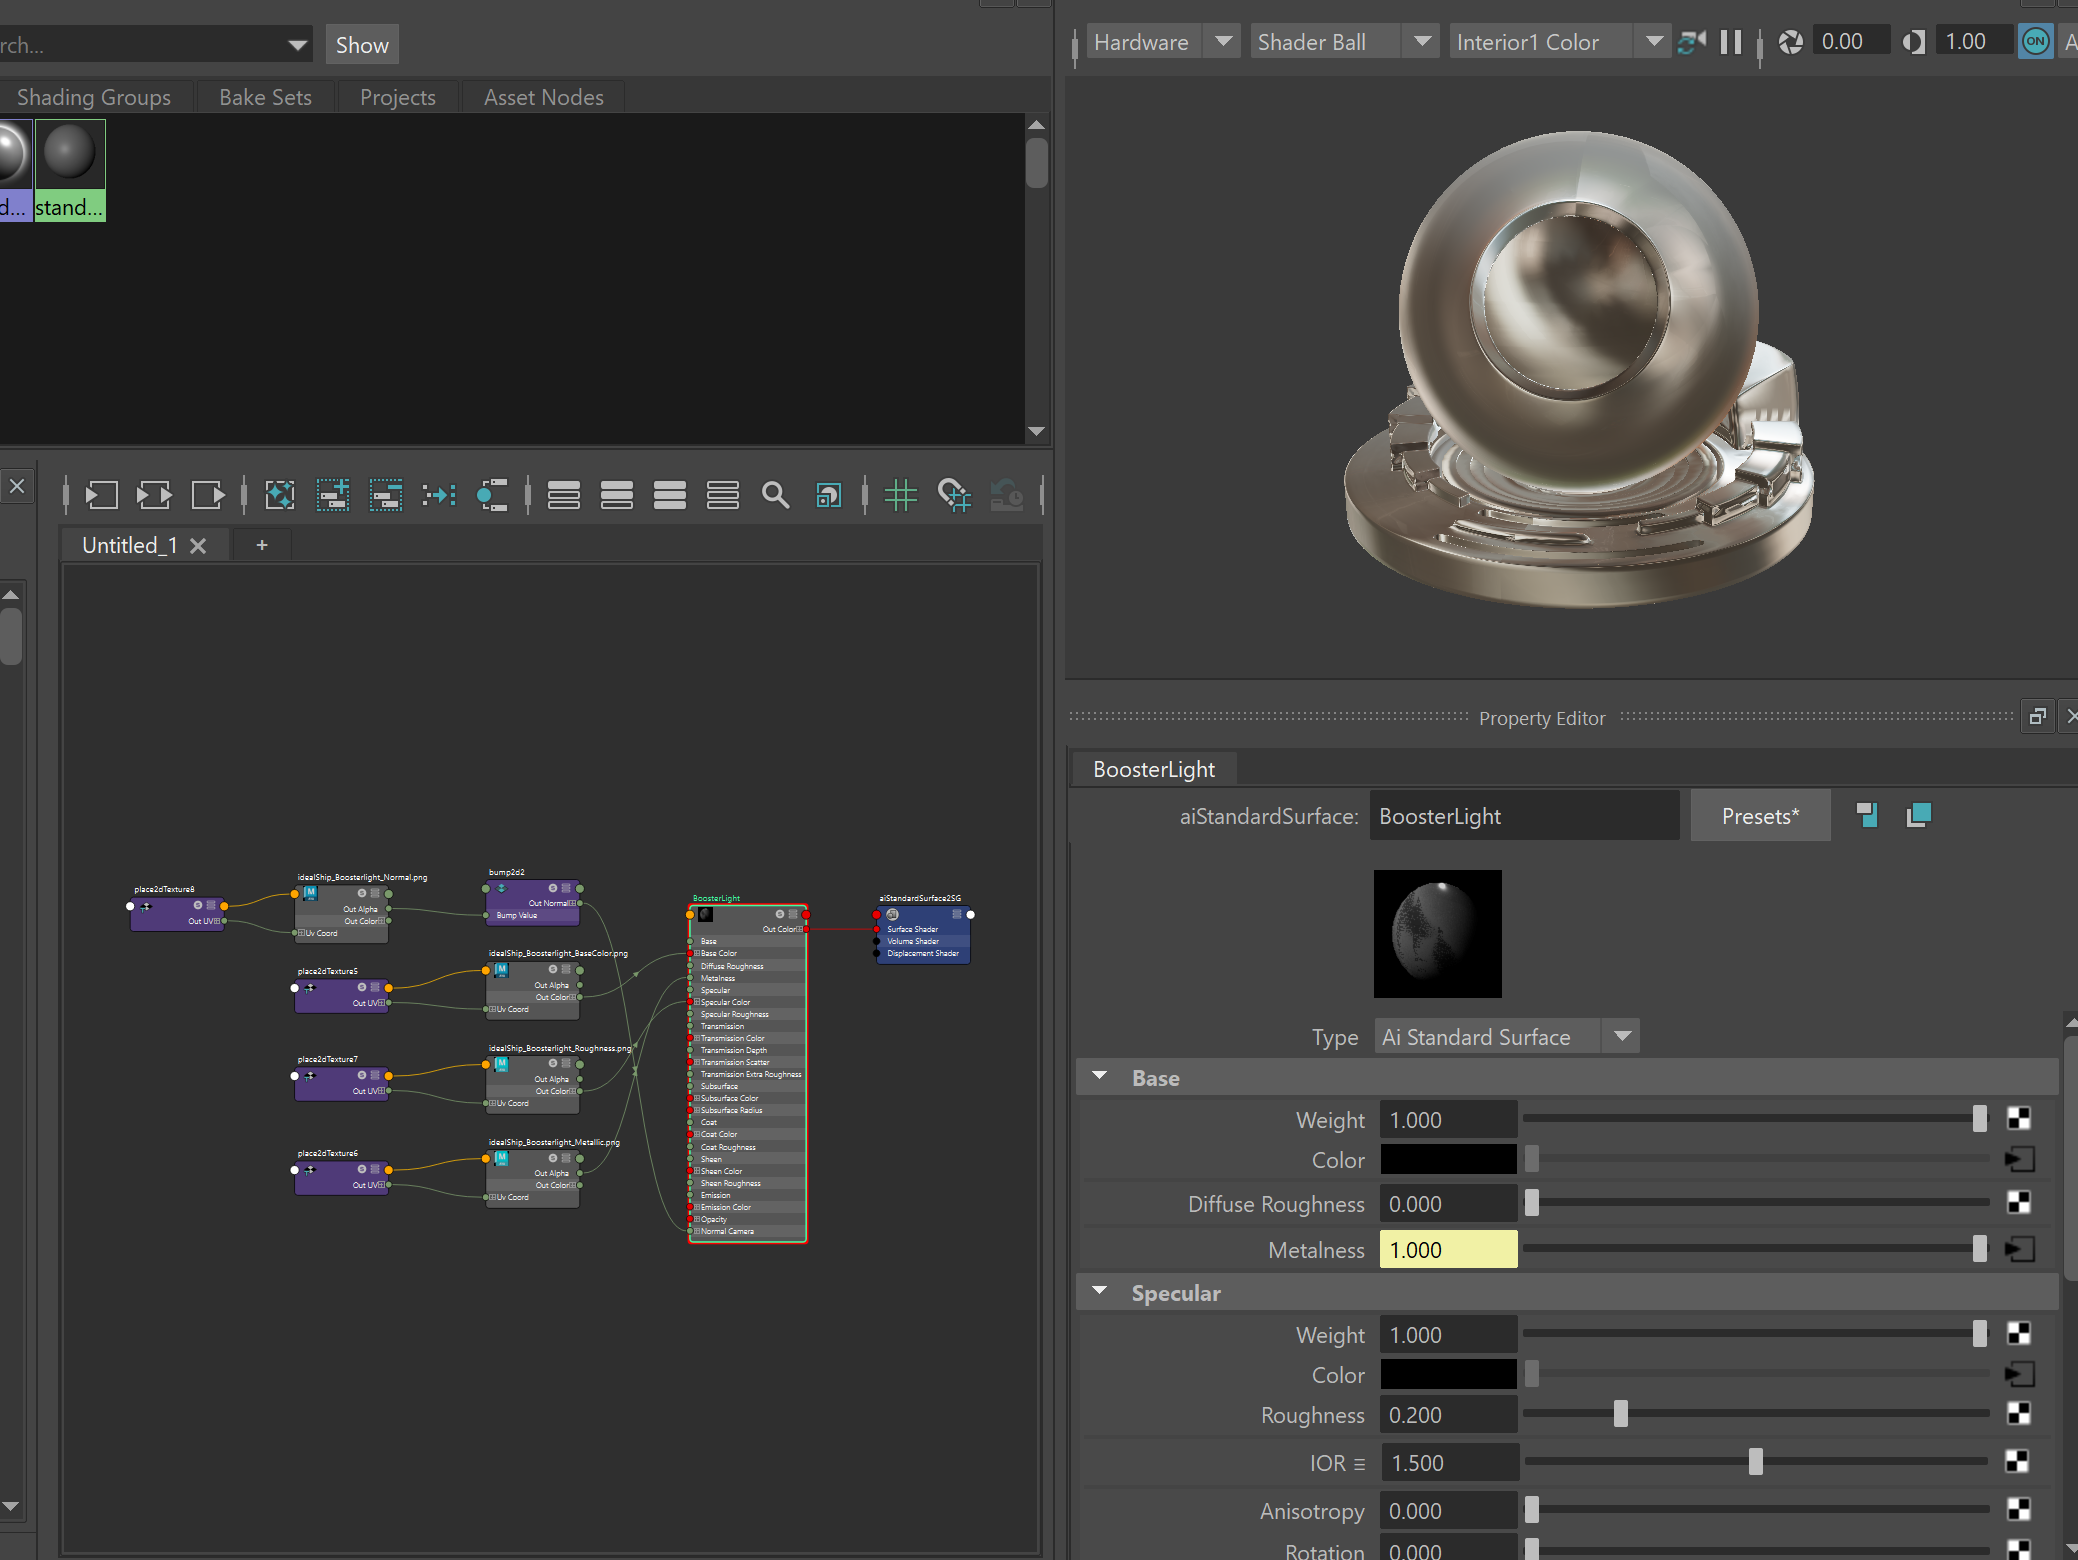 rch...
Show
Hardware
Shader Ball
Interior1 Color
0.00
1.00
ON
A
Shading Groups
Bake Sets
Projects
Asset Nodes
d...
stand...
Untitled_1
+
place2dTexture8
Out UV
idealShip_Boosterlight_Normal.png
Out Alpha
Out Color
Uv Coord
bump2d2
Out Normal
Bump Value
place2dTexture5
Out UV
idealShip_Boosterlight_BaseColor.png
Out Alpha
Out Color
Uv Coord
place2dTexture7
Out UV
idealShip_Boosterlight_Roughness.png
Out Alpha
Out Color
Uv Coord
place2dTexture6
Out UV
idealShip_Boosterlight_Metallic.png
Out Alpha
Out Color
Uv Coord
BoosterLight
Out Color
Base
Base Color
Diffuse Roughness
Metalness
Specular
Specular Color
Specular Roughness
Transmission
Transmission Color
Transmission Depth
Transmission Scatter
Transmission Extra Roughness
Subsurface
Subsurface Color
Subsurface Radius
Coat
Coat Color
Coat Roughness
Sheen
Sheen Color
Sheen Roughness
Emission
Emission Color
Opacity
Normal Camera
aiStandardSurface2SG
Surface Shader
Volume Shader
Displacement Shader
Property Editor
BoosterLight
aiStandardSurface: BoosterLight
Presets*
Type Ai Standard Surface
Base
Weight 1.000
Color
Diffuse Roughness 0.000
Metalness 1.000
Specular
Weight 1.000
Color
Roughness 0.200
IOR 1.500
Anisotropy 0.000
Rotation 0.000